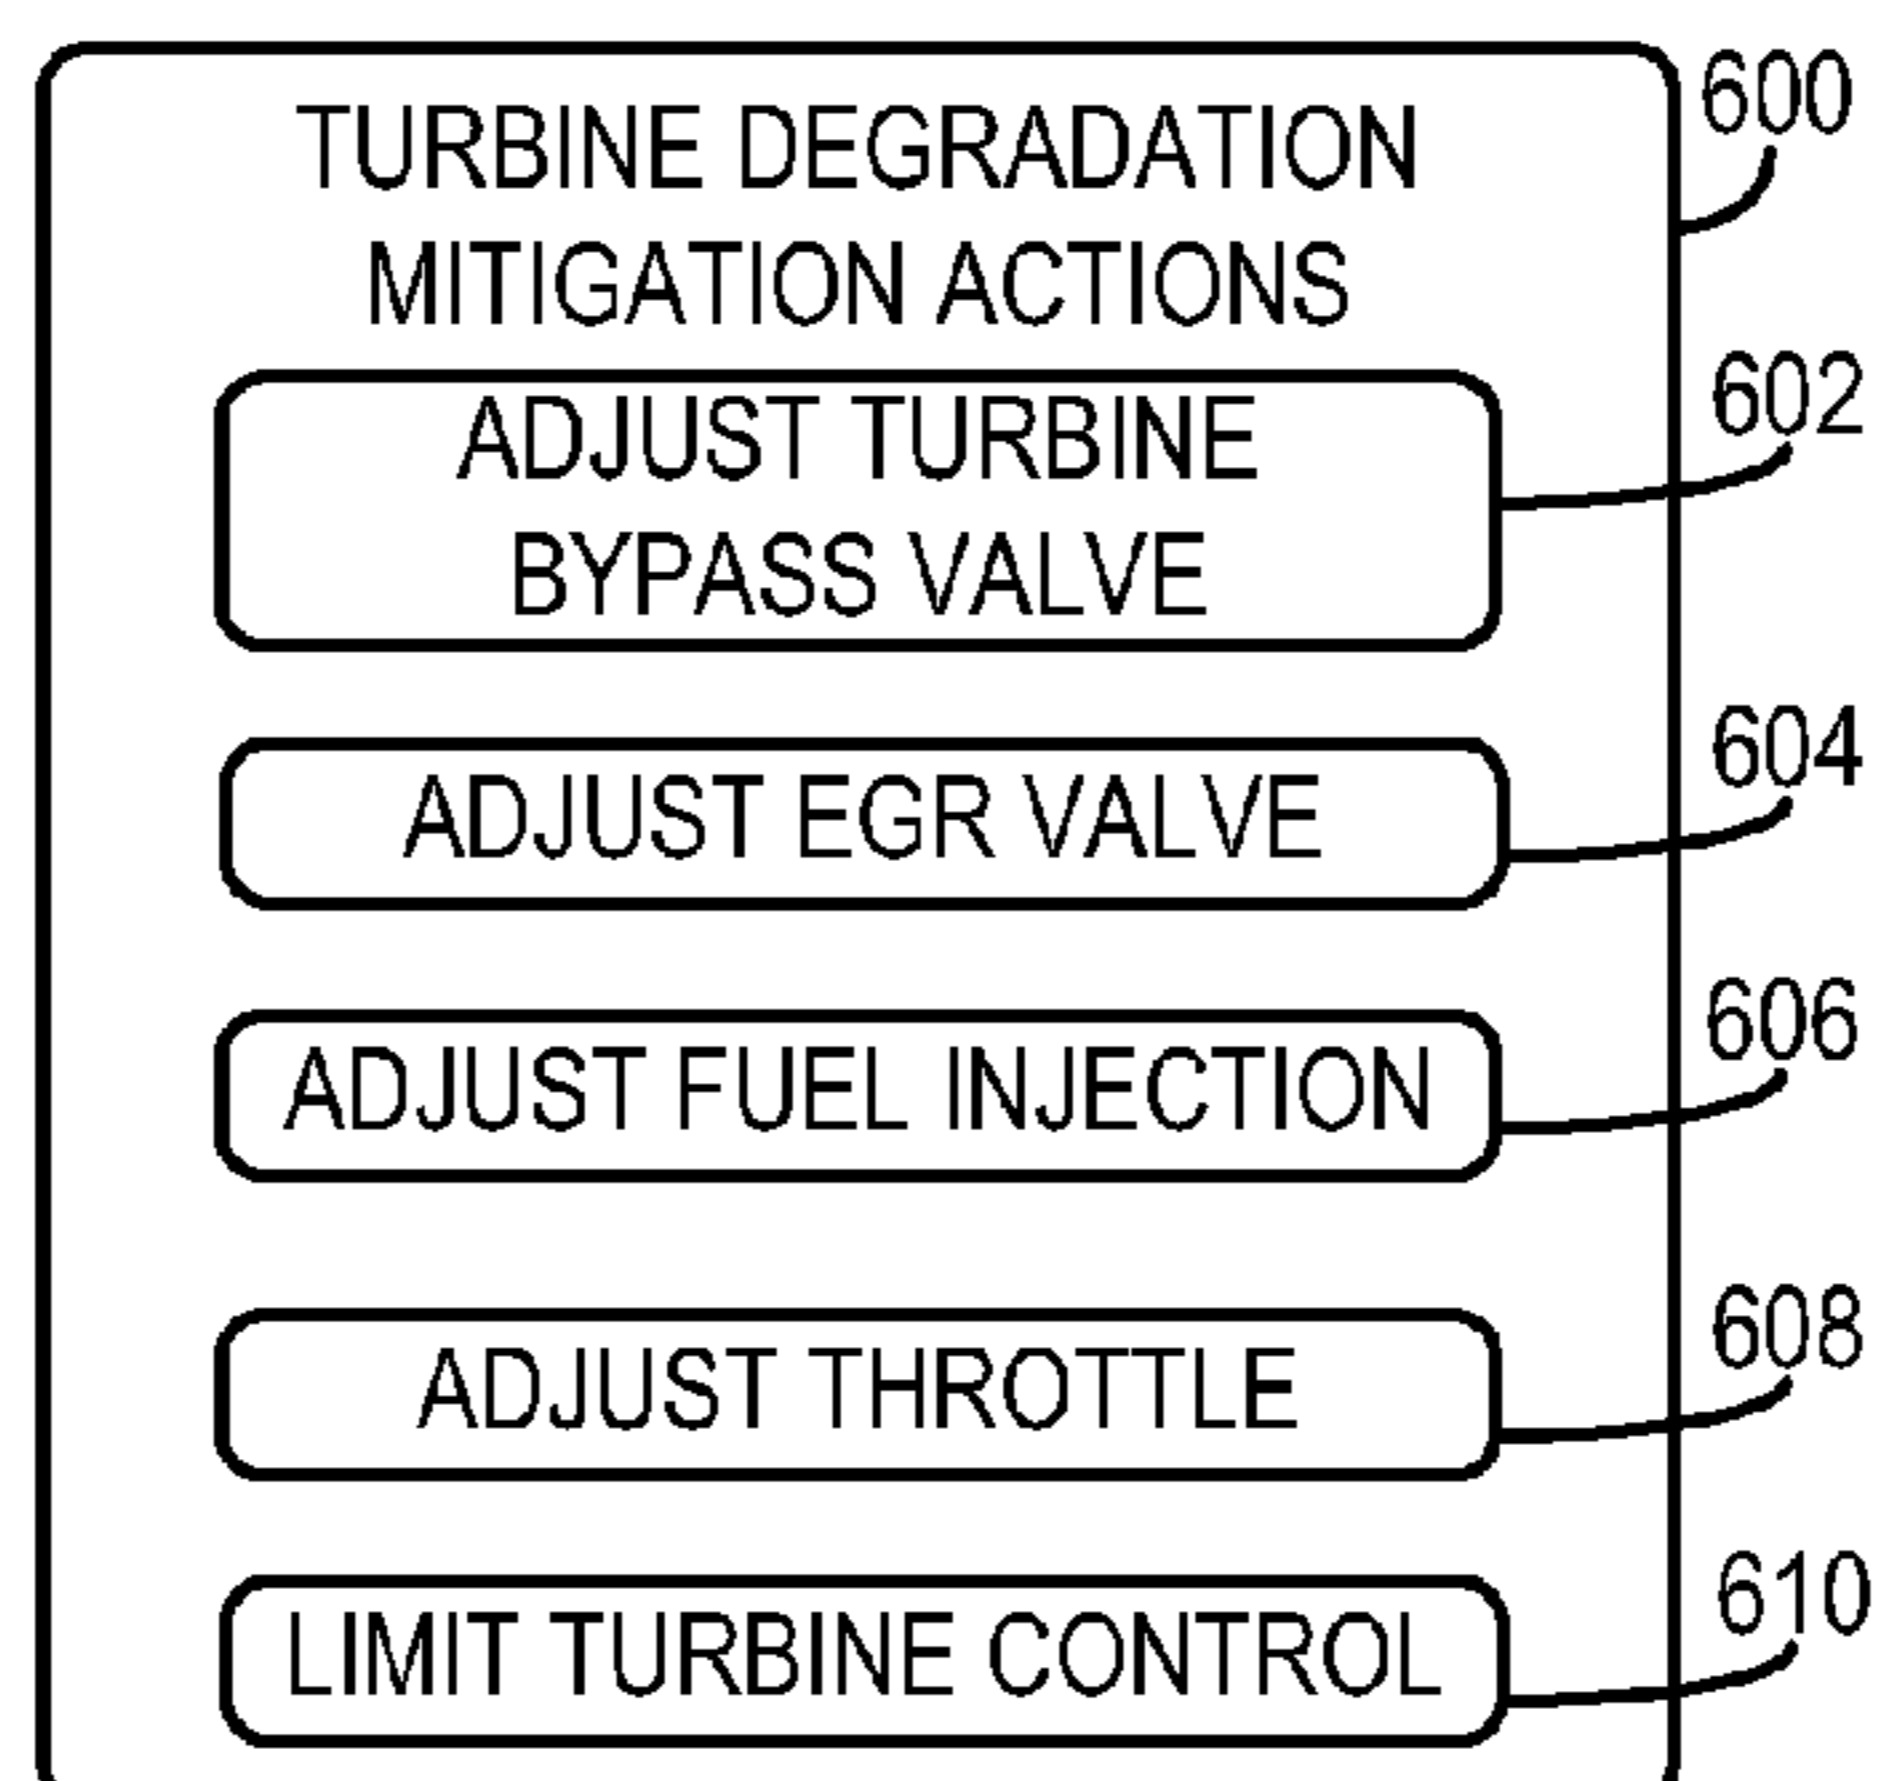 600
TURBINE DEGRADATION
MITIGATION ACTIONS
602
ADJUST TURBINE
BYPASS VALVE
604
ADJUST EGR VALVE
606
ADJUST FUEL INJECTION
608
ADJUST THROTTLE
610
LIMIT TURBINE CONTROL